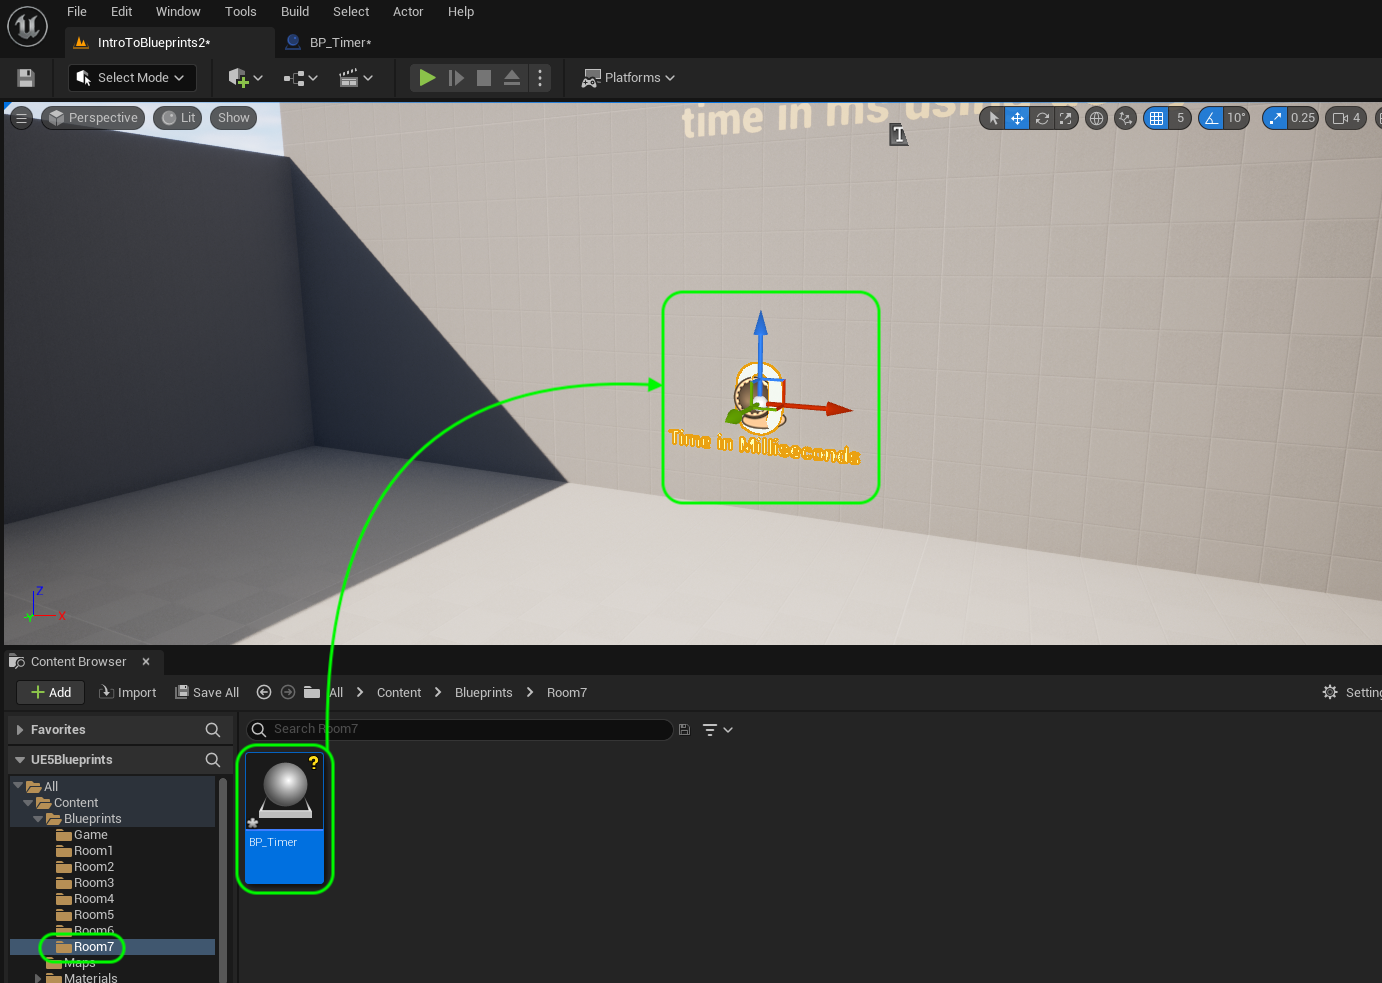 File Edit Window Tools Build Select Actor Help
IntroToBlueprints2* BP_Timer*
Select Mode Platforms
Perspective Lit Show 5 10° 0.25 4
time in ms
T
Time in Milliseconds
Z
Y X
Content Browser
Add Import Save All All Content Blueprints Room7
Favorites Search Room7
UE5Blueprints
?
All
Content
Blueprints
Game
Room1
BP_Timer
Room2
Room3
Room4
Room5
Room6
Room7
Maps
Materials